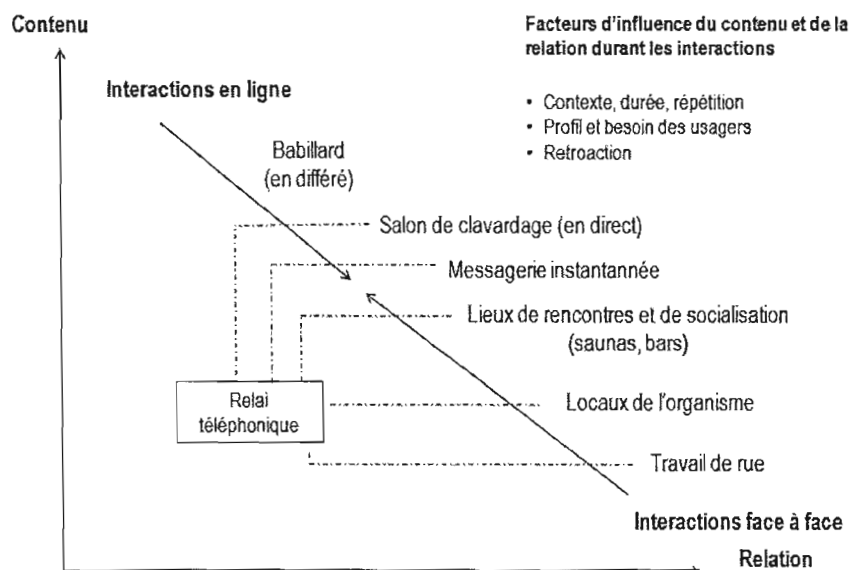 Contenu
Facteurs d'influence du contenu et de la
relation durant les interactions
Interactions en ligne
• Contexte, durée, répétition
• Profil et besoin des usagers
• Retroaction
Babillard
(en différé)
Salon de clavardage (en direct)
Messagerie instantannée
Lieux de rencontres et de socialisation
(saunas, bars)
Relai
téléphonique
Locaux de l'organisme
Travail de rue
Interactions face à face
Relation